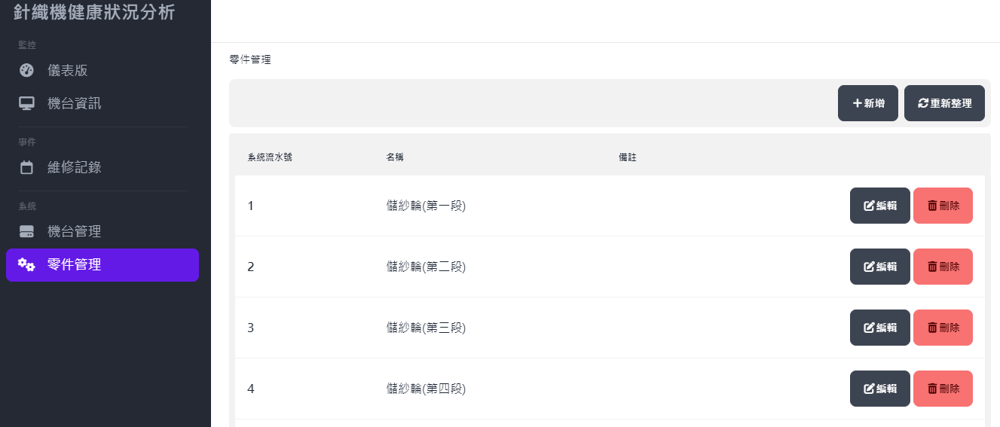 針織機健康狀況分析
監控
儀表版
機台資訊
事件
維修記錄
系統
機台管理
零件管理
零件管理
新增 重新整理
系統流水號 名稱 備註
1 儲紗輪(第一段) 編輯 刪除
2 儲紗輪(第二段) 編輯 刪除
3 儲紗輪(第三段) 編輯 刪除
4 儲紗輪(第四段) 編輯 刪除